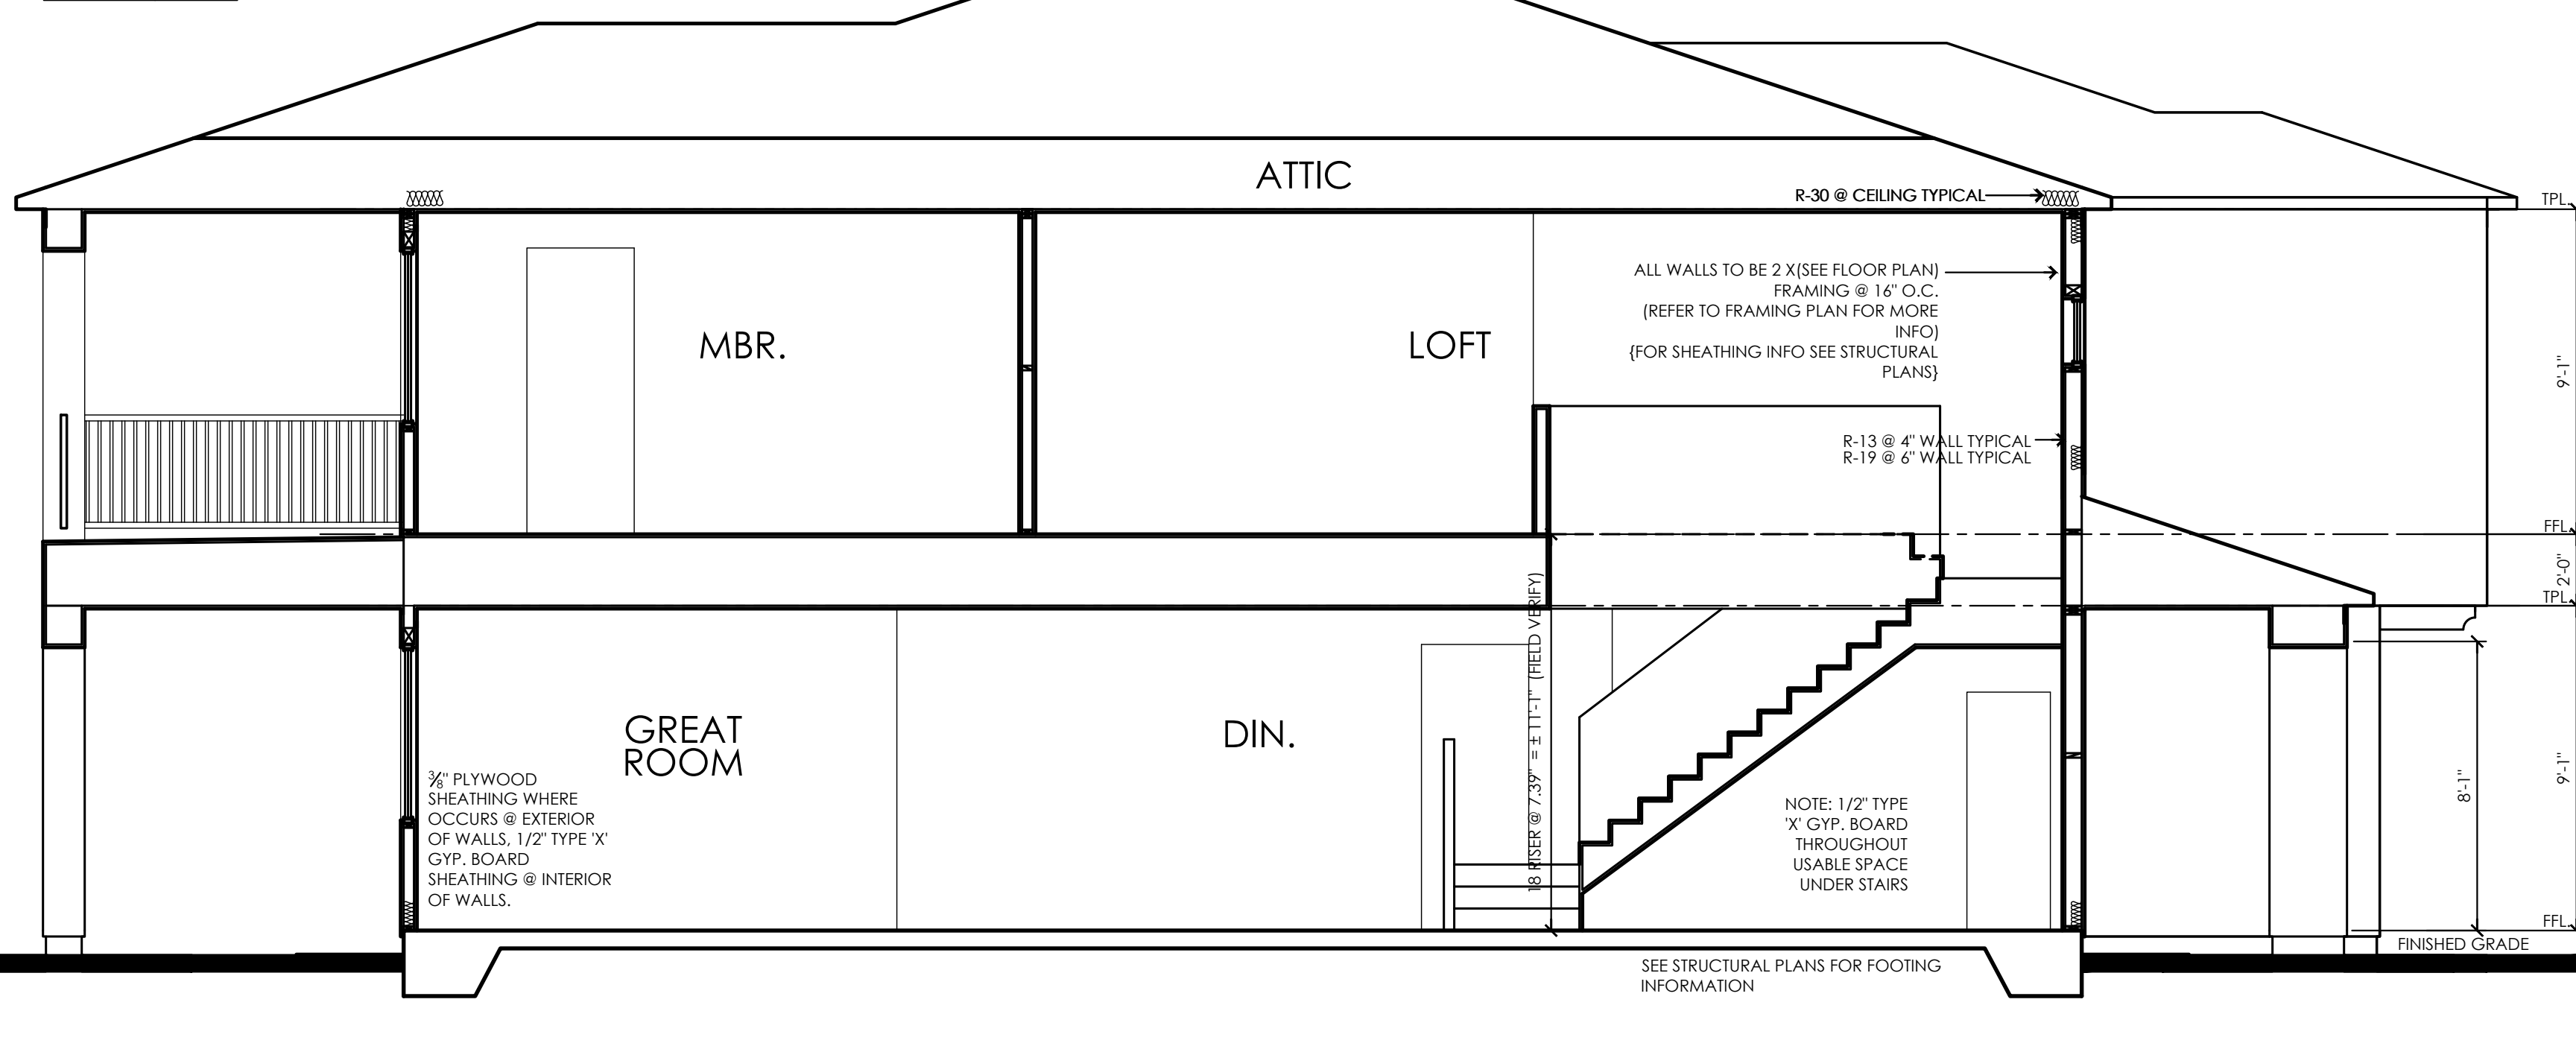 ATTIC
R-30 @ CEILING TYPICAL
TPL.
ALL WALLS TO BE 2 X(SEE FLOOR PLAN)
FRAMING @ 16" O.C.
(REFER TO FRAMING PLAN FOR MORE
INFO)
{FOR SHEATHING INFO SEE STRUCTURAL
PLANS}
MBR.
LOFT
9'-1"
R-13 @ 4" WALL TYPICAL
R-19 @ 6" WALL TYPICAL
FFL.
2'-0"
TPL.
18 RISER @ 7.39" = ± 11'-1" (FIELD VERIFY)
GREAT
ROOM
DIN.
⅜" PLYWOOD
SHEATHING WHERE
OCCURS @ EXTERIOR
OF WALLS, 1/2" TYPE 'X'
GYP. BOARD
SHEATHING @ INTERIOR
OF WALLS.
NOTE: 1/2" TYPE
'X' GYP. BOARD
THROUGHOUT
USABLE SPACE
UNDER STAIRS
8'-1"
9'-1"
FFL.
FINISHED GRADE
SEE STRUCTURAL PLANS FOR FOOTING
INFORMATION